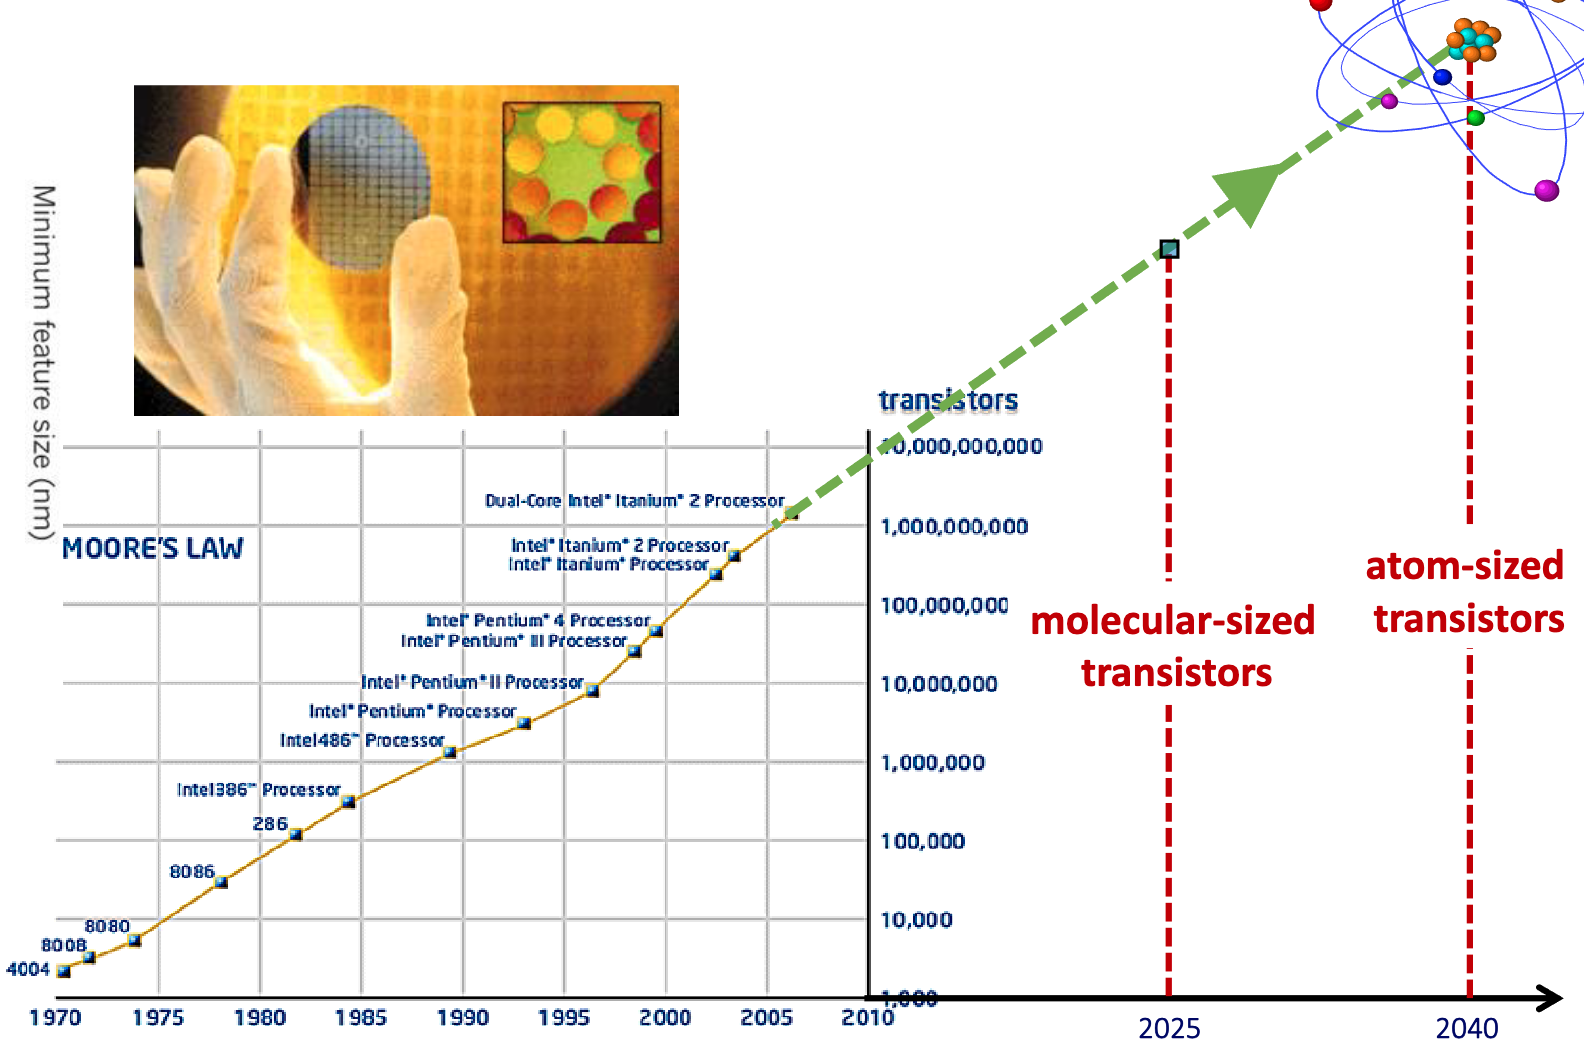 Minimum feature size (nm)
transistors
10,000,000,000
Dual-Core Intel® Itanium® 2 Processor
1,000,000,000
MOORE'S LAW
Intel® Itanium® 2 Processor
Intel® Itanium® Processor
100,000,000
Intel® Pentium® 4 Processor
Intel® Pentium® III Processor
Intel® Pentium® II Processor
10,000,000
Intel® Pentium® Processor
Intel486™ Processor
1,000,000
Intel386™ Processor
286
100,000
8086
10,000
8080
8008
4004
1,000
molecular-sized
transistors
atom-sized
transistors
1970 1975 1980 1985 1990 1995 2000 2005 2010 2025 2040